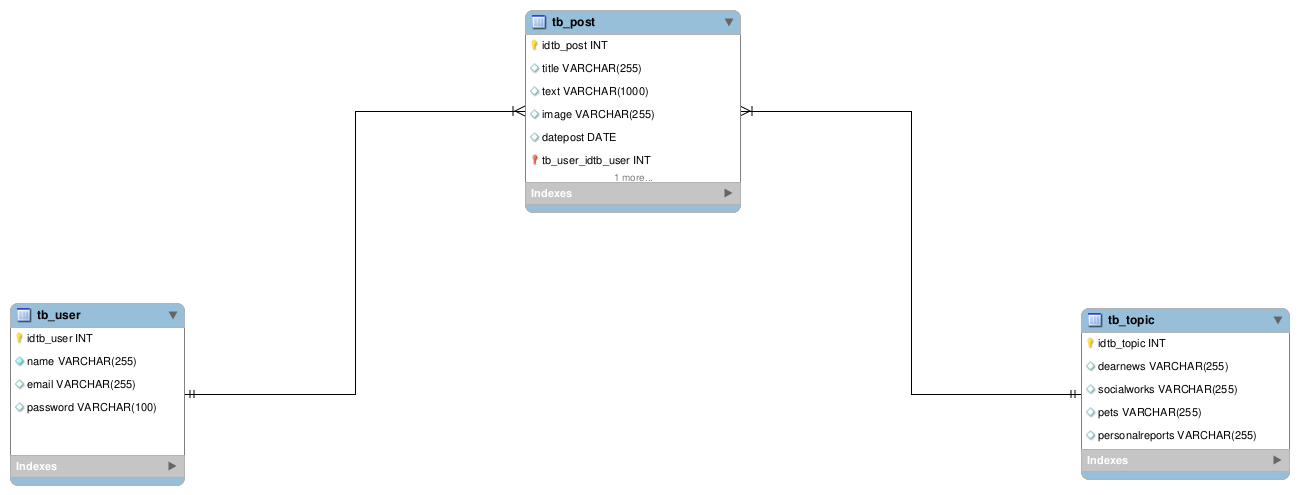 tb_post
idtb_post INT
title VARCHAR(255)
text VARCHAR(1000)
image VARCHAR(255)
datepost DATE
tb_user_idtb_user INT
1 more...
Indexes
tb_user
idtb_user INT
name VARCHAR(255)
email VARCHAR(255)
password VARCHAR(100)
Indexes
tb_topic
idtb_topic INT
dearnews VARCHAR(255)
socialworks VARCHAR(255)
pets VARCHAR(255)
personalreports VARCHAR(255)
Indexes